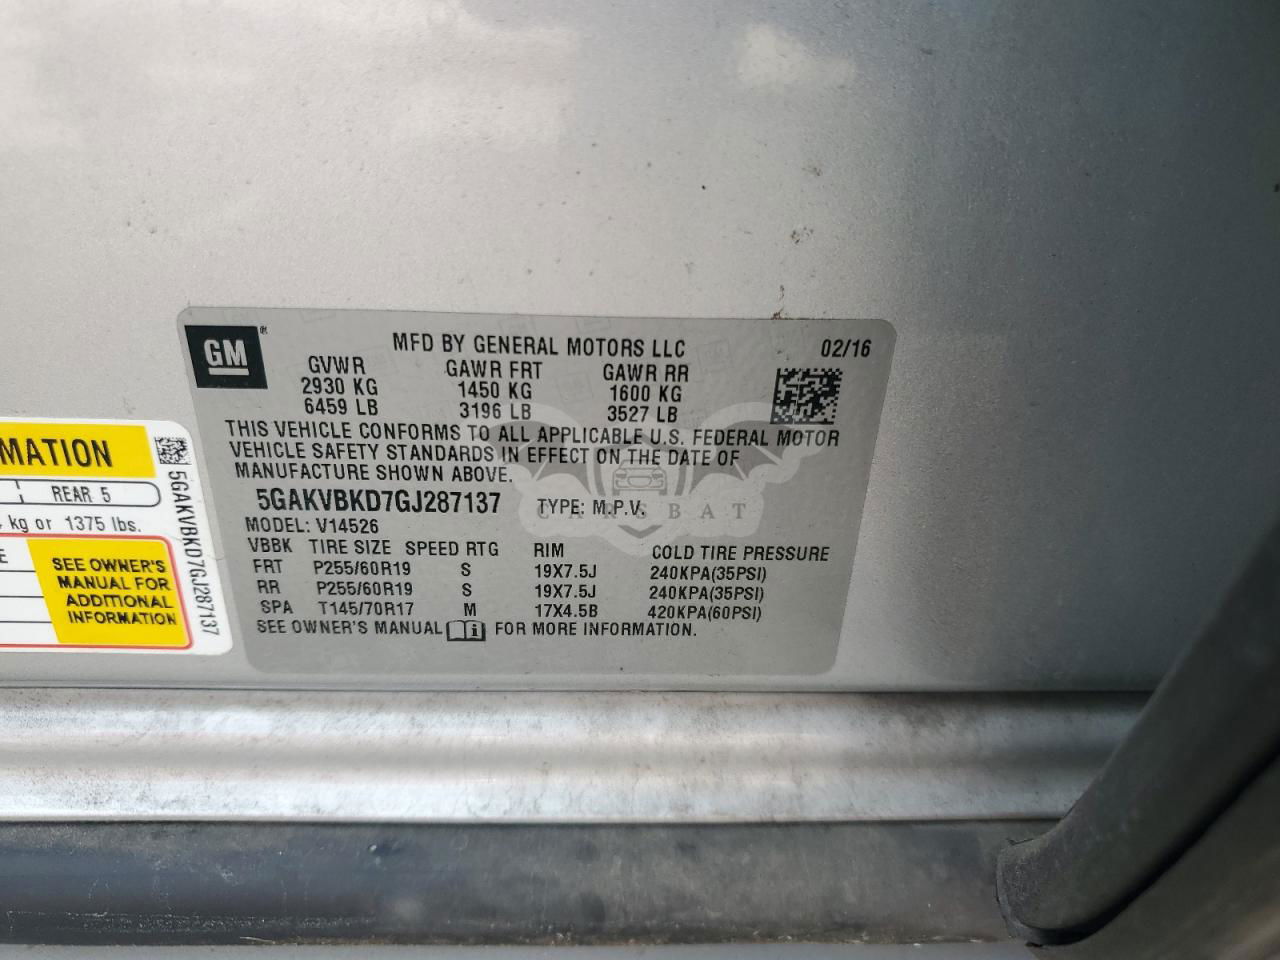 GM ®
MFD BY GENERAL MOTORS LLC 02/16
GVWR GAWR FRT GAWR RR
2930 KG 1450 KG 1600 KG
6459 LB 3196 LB 3527 LB
THIS VEHICLE CONFORMS TO ALL APPLICABLE U.S. FEDERAL MOTOR
VEHICLE SAFETY STANDARDS IN EFFECT ON THE DATE OF
MANUFACTURE SHOWN ABOVE.
5GAKVBKD7GJ287137 TYPE: M.P.V.
MODEL: V14526
VBBK TIRE SIZE SPEED RTG RIM COLD TIRE PRESSURE
FRT P255/60R19 S 19X7.5J 240KPA(35PSI)
RR P255/60R19 S 19X7.5J 240KPA(35PSI)
SPA T145/70R17 M 17X4.5B 420KPA(60PSI)
SEE OWNER'S MANUAL i FOR MORE INFORMATION.
CARSBAT
MATION
REAR 5
kg or 1375 lbs.
E
SEE OWNER'S
MANUAL FOR
ADDITIONAL
INFORMATION
5GAKVBKD7GJ287137